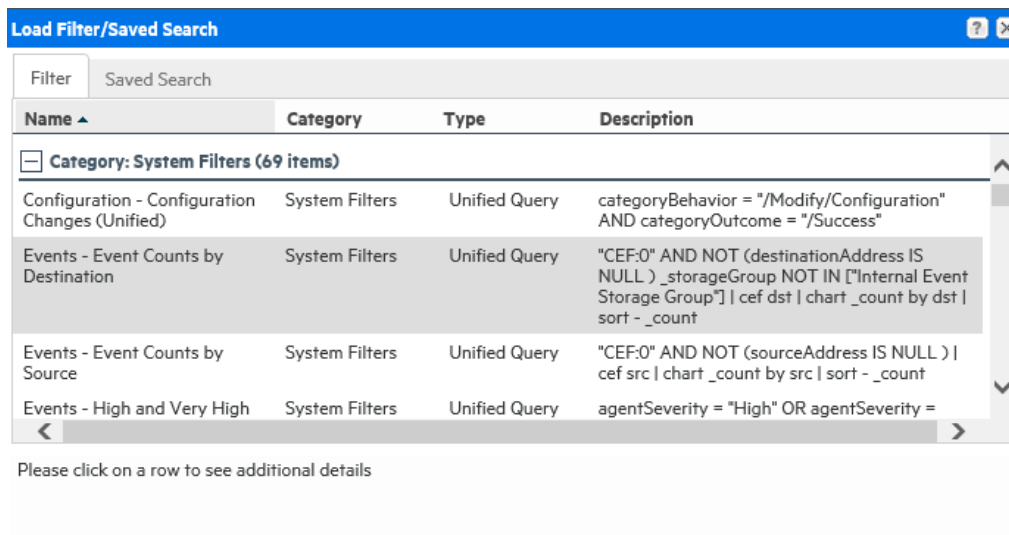 Load Filter/Saved Search
?
Filter Saved Search
Name Category Type Description
Category: System Filters (69 items)
Configuration - Configuration Changes (Unified) System Filters Unified Query categoryBehavior = "/Modify/Configuration" AND categoryOutcome = "/Success"
Events - Event Counts by Destination System Filters Unified Query "CEF:0" AND NOT (destinationAddress IS NULL ) _storageGroup NOT IN ["Internal Event Storage Group"] | cef dst | chart _count by dst | sort - _count
Events - Event Counts by Source System Filters Unified Query "CEF:0" AND NOT (sourceAddress IS NULL ) | cef src | chart _count by src | sort - _count
Events - High and Very High System Filters Unified Query agentSeverity = "High" OR agentSeverity =
Please click on a row to see additional details